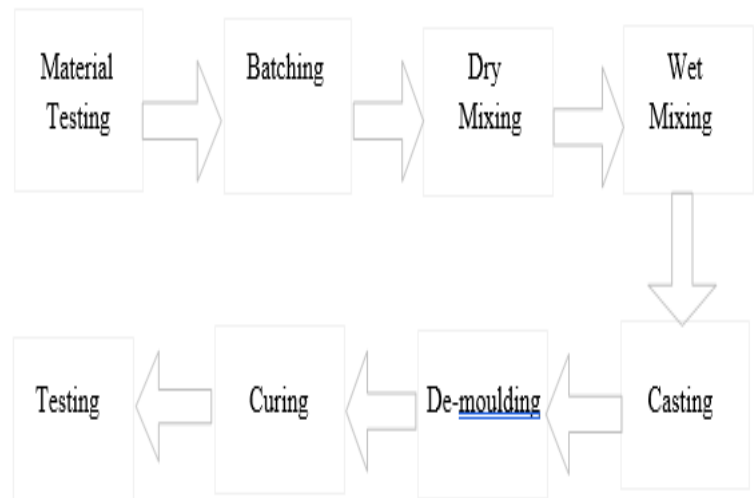 Material
Testing
Batching
Dry
Mixing
Wet
Mixing
Casting
De-moulding
Curing
Testing